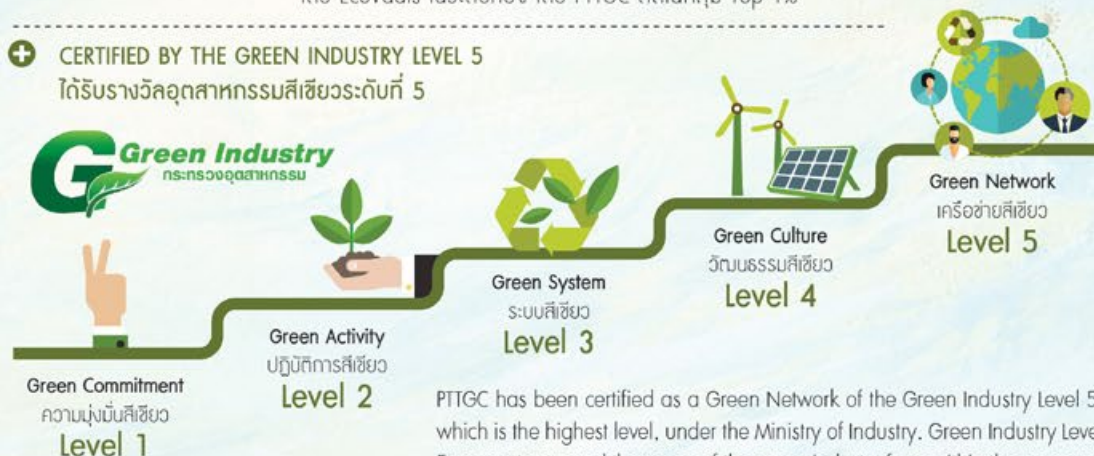 CERTIFIED BY THE GREEN INDUSTRY LEVEL 5
ได้รับรางวัลอุตสาหกรรมสีเขียวระดับที่ 5
Green Industry
กระทรวงอุตสาหกรรม
Green Commitment
ความมุ่งมั่นสีเขียว
Level 1
Green Activity
ปฏิบัติการสีเขียว
Level 2
Green System
ระบบสีเขียว
Level 3
Green Culture
วัฒนธรรมสีเขียว
Level 4
Green Network
เครือข่ายสีเขียว
Level 5
PTTGC has been certified as a Green Network of the Green Industry Level 5
which is the highest level, under the Ministry of Industry. Green Industry Leve